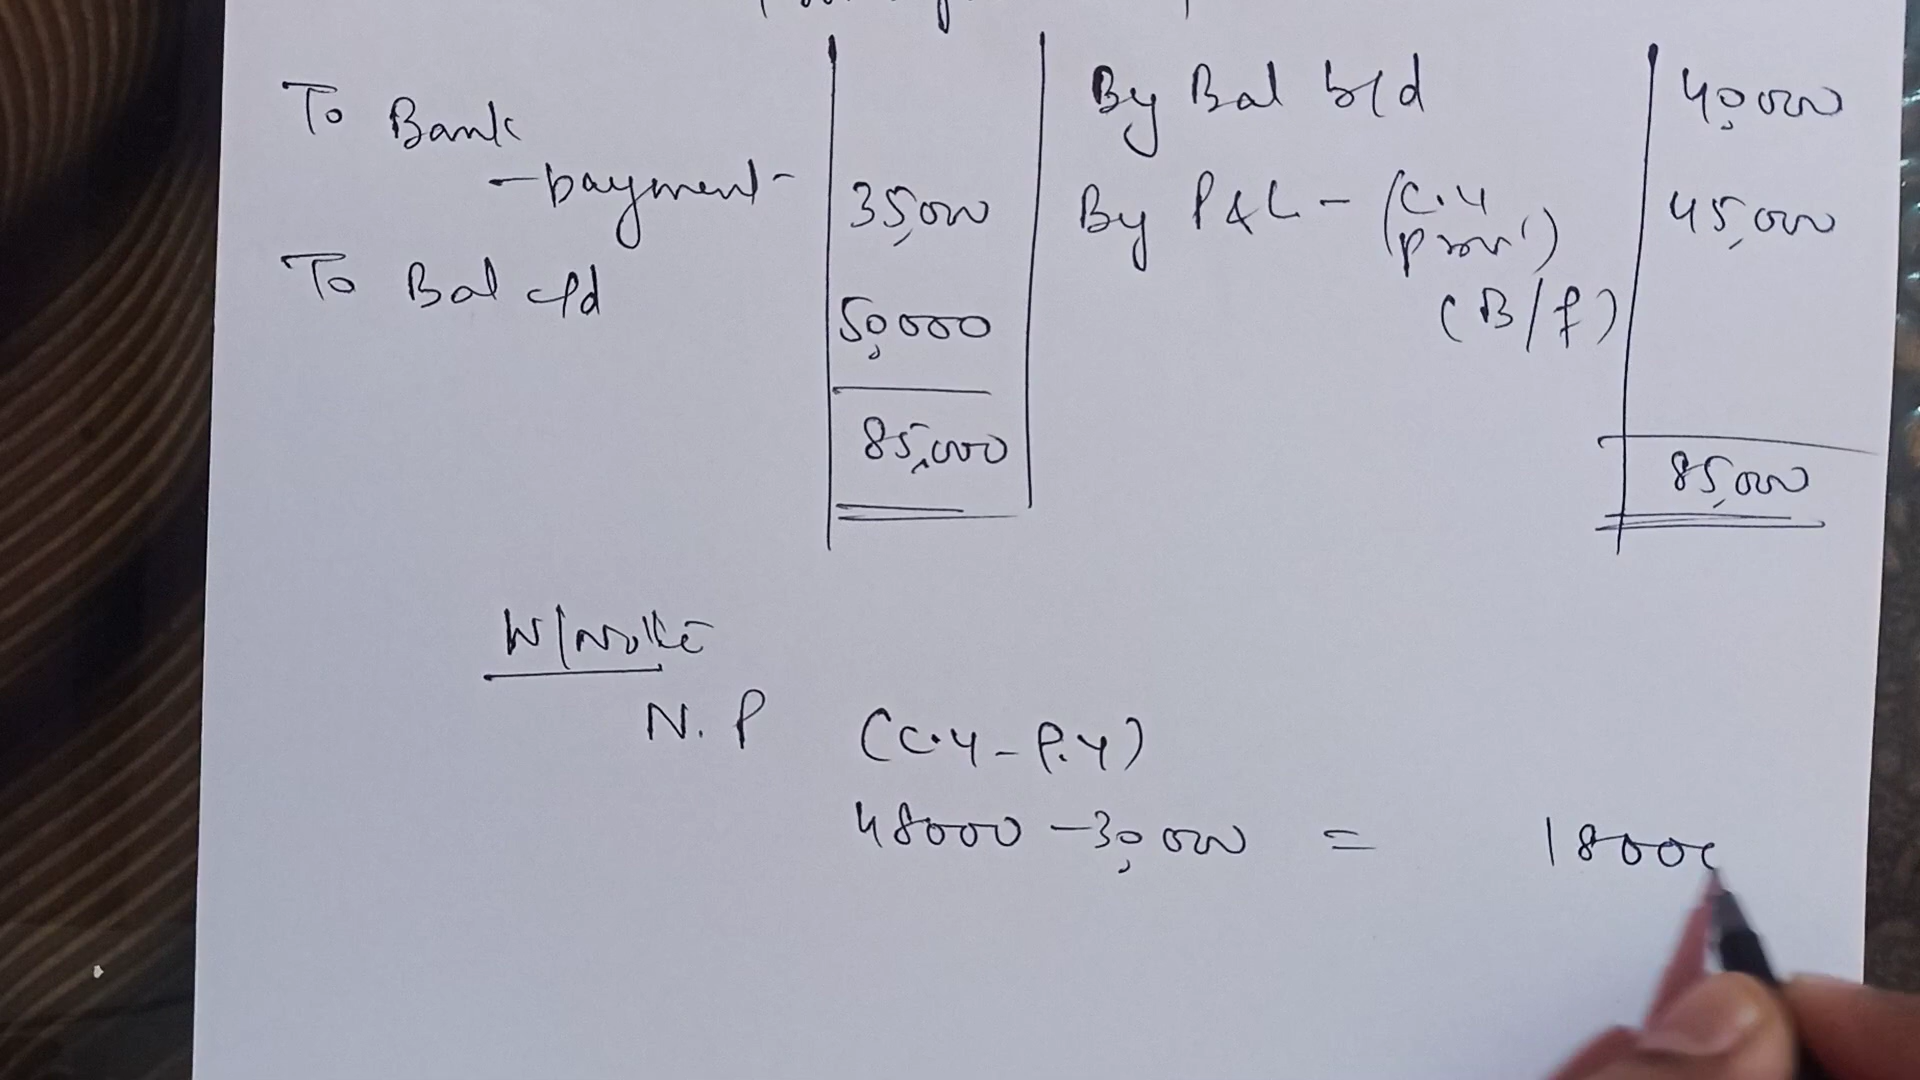 To Bank
-payment- 35,000
To Bal c/d
50,000
85,000
By Bal b/d 40,000
By P&L - (C.Y 45,000
prov')
(B/f)
85,000
W/Note
N.P (C.Y - P.Y)
48000 - 30,000 = 18000